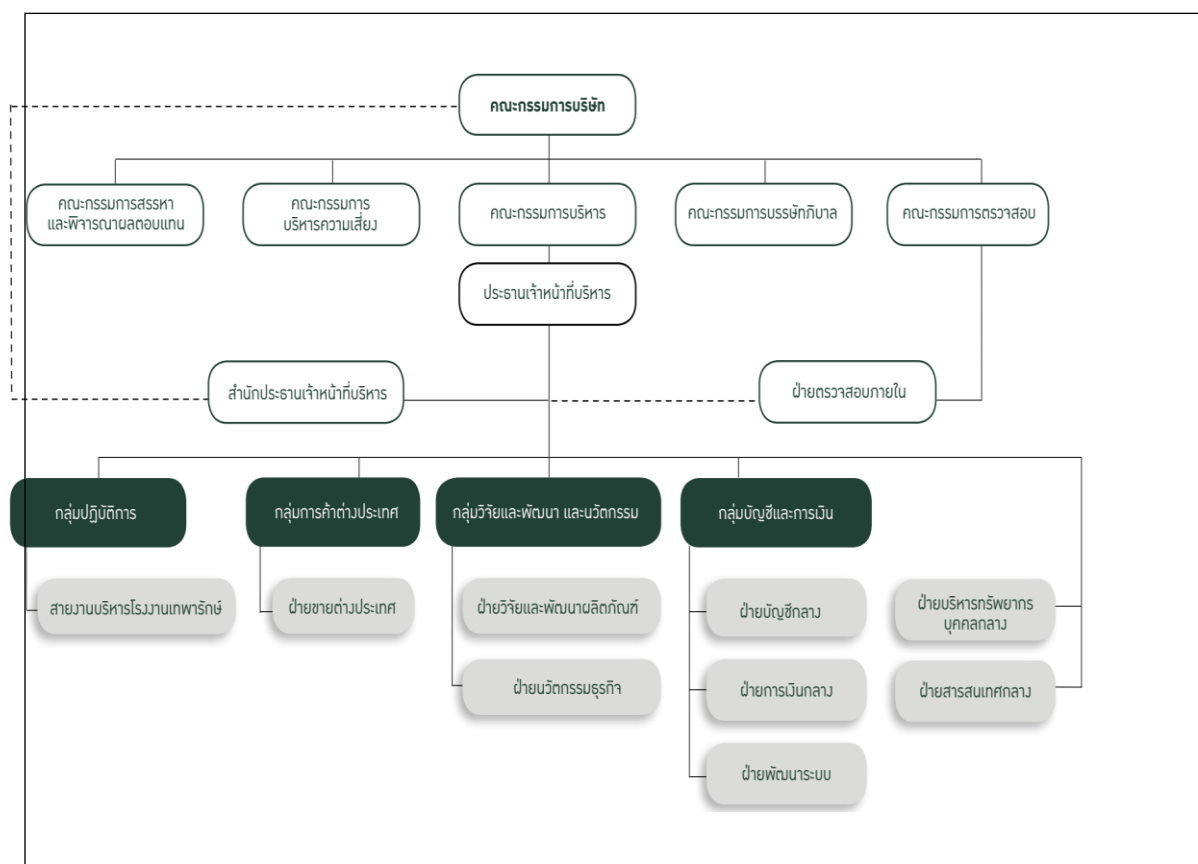 คณะกรรมการบริษัท
คณะกรรมการสรรหา
และพิจารณาผลตอบแทน
คณะกรรมการ
บริหารความเสี่ยง
คณะกรรมการบริหาร
คณะกรรมการบรรษัทภิบาล
คณะกรรมการตรวจสอบ
ประธานเจ้าหน้าที่บริหาร
สำนักประธานเจ้าหน้าที่บริหาร
ฝ่ายตรวจสอบภายใน
กลุ่มปฏิบัติการ
กลุ่มการค้าต่างประเทศ
กลุ่มวิจัยและพัฒนา และนวัตกรรม
กลุ่มบัญชีและการเงิน
สายงานบริหารโรงงานเทพารักษ์
ฝ่ายขายต่างประเทศ
ฝ่ายวิจัยและพัฒนาผลิตภัณฑ์
ฝ่ายบัญชีกลาง
ฝ่ายบริหารทรัพยากร
บุคคลกลาง
ฝ่ายนวัตกรรมธุรกิจ
ฝ่ายการเงินกลาง
ฝ่ายสารสนเทศกลาง
ฝ่ายพัฒนาระบบ